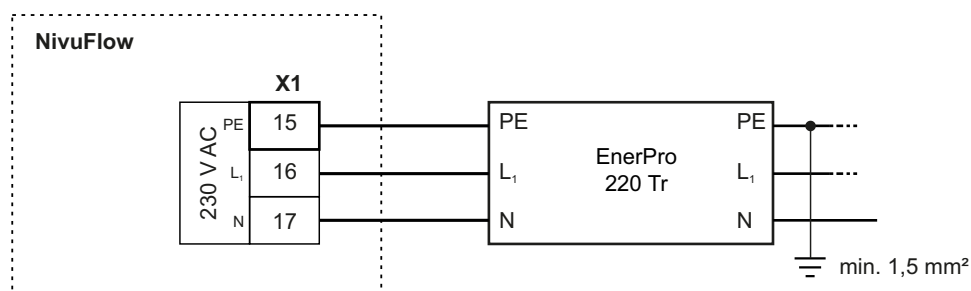 NivuFlow
X1
230 V AC
PE 15
L₁ 16
N 17
PE
L₁
N
EnerPro
220 Tr
PE
L₁
N
min. 1,5 mm²